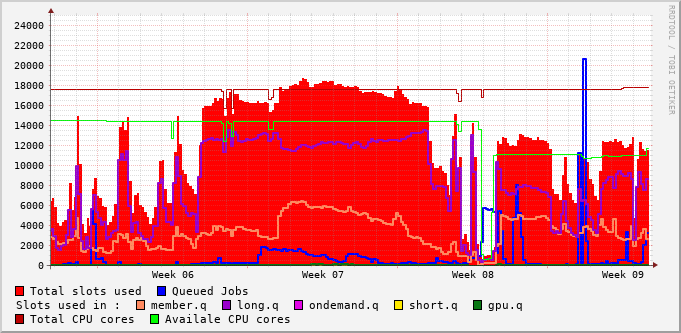 24000
22000
20000
18000
16000
14000
12000
10000
8000
6000
4000
2000
0
RRDTOOL / TOBI OETIKER
Week 06 Week 07 Week 08 Week 09
Total slots used Queued Jobs
Slots used in : member.q long.q ondemand.q short.q gpu.q
Total CPU cores Availale CPU cores